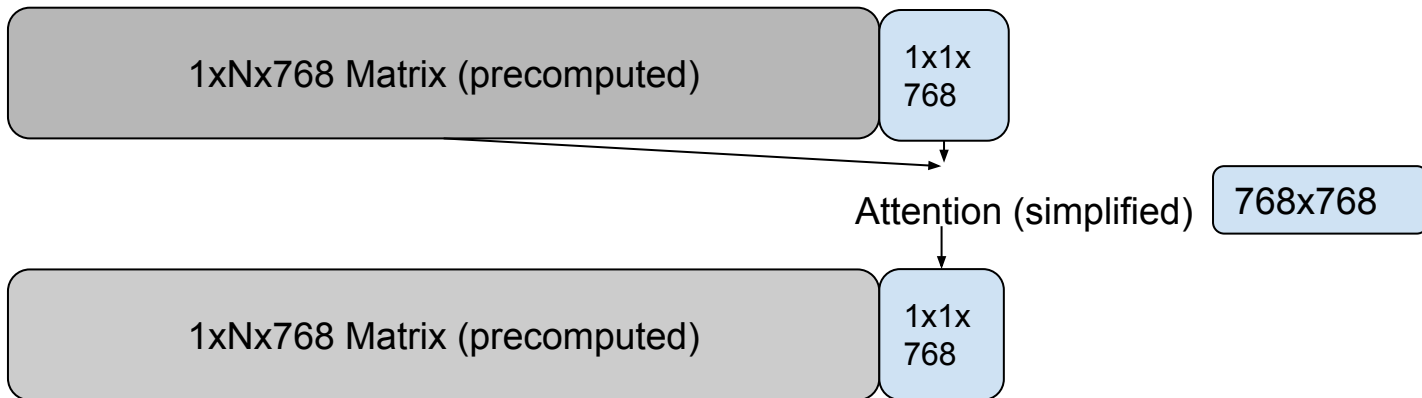 1xNx768 Matrix (precomputed)
1x1x
768
Attention (simplified)
768x768
1xNx768 Matrix (precomputed)
1x1x
768